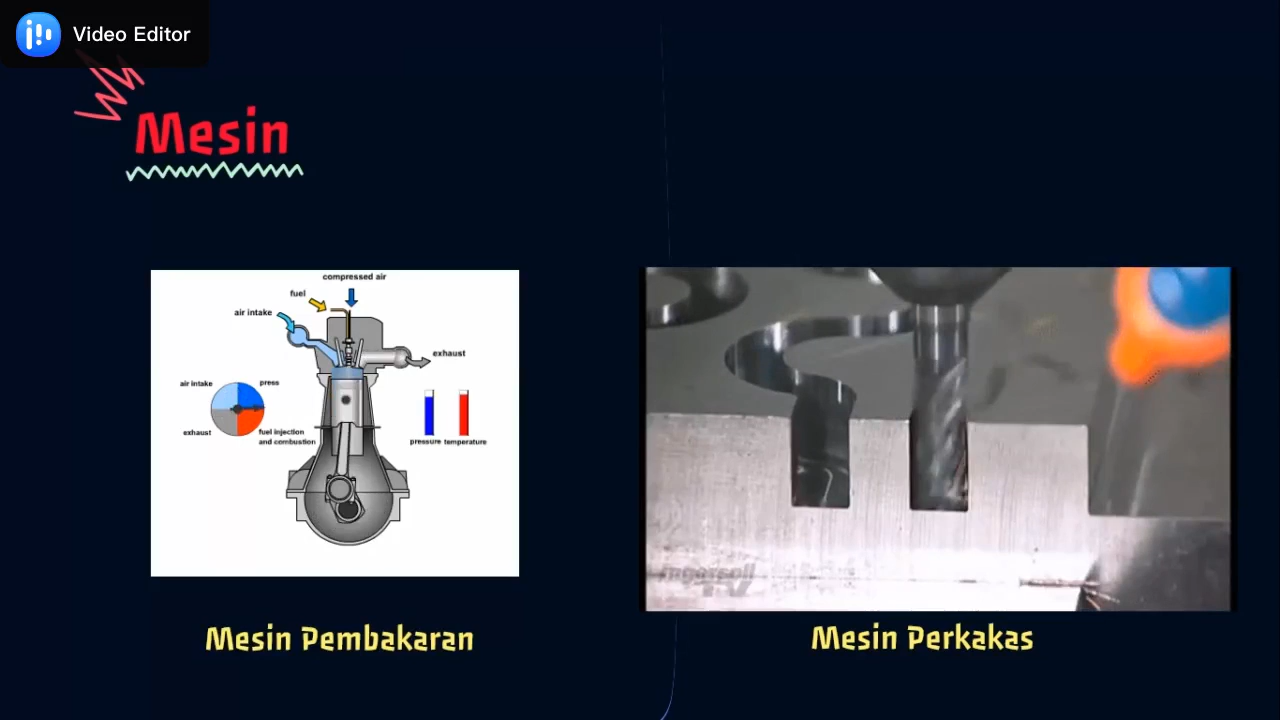 Video Editor
Mesin
compressed air
fuel
air intake
exhaust
air intake
press
exhaust
fuel injection
and combustion
pressure
temperature
Mesin Pembakaran
Mesin Perkakas